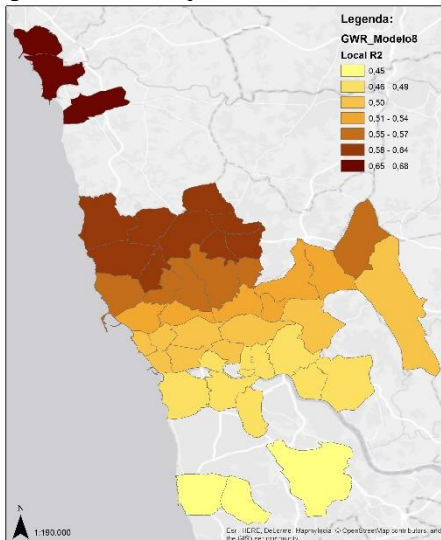 Legenda:
GWR_Modelo8
Local R2
0,45
0,46 - 0,49
0,50
0,51 - 0,54
0,55 - 0,57
0,58 - 0,64
0,65 - 0,68
N
1:190.000
Esri, HERE, DeLorme, MapmyIndia, © OpenStreetMap contributors, and
the GIS user community